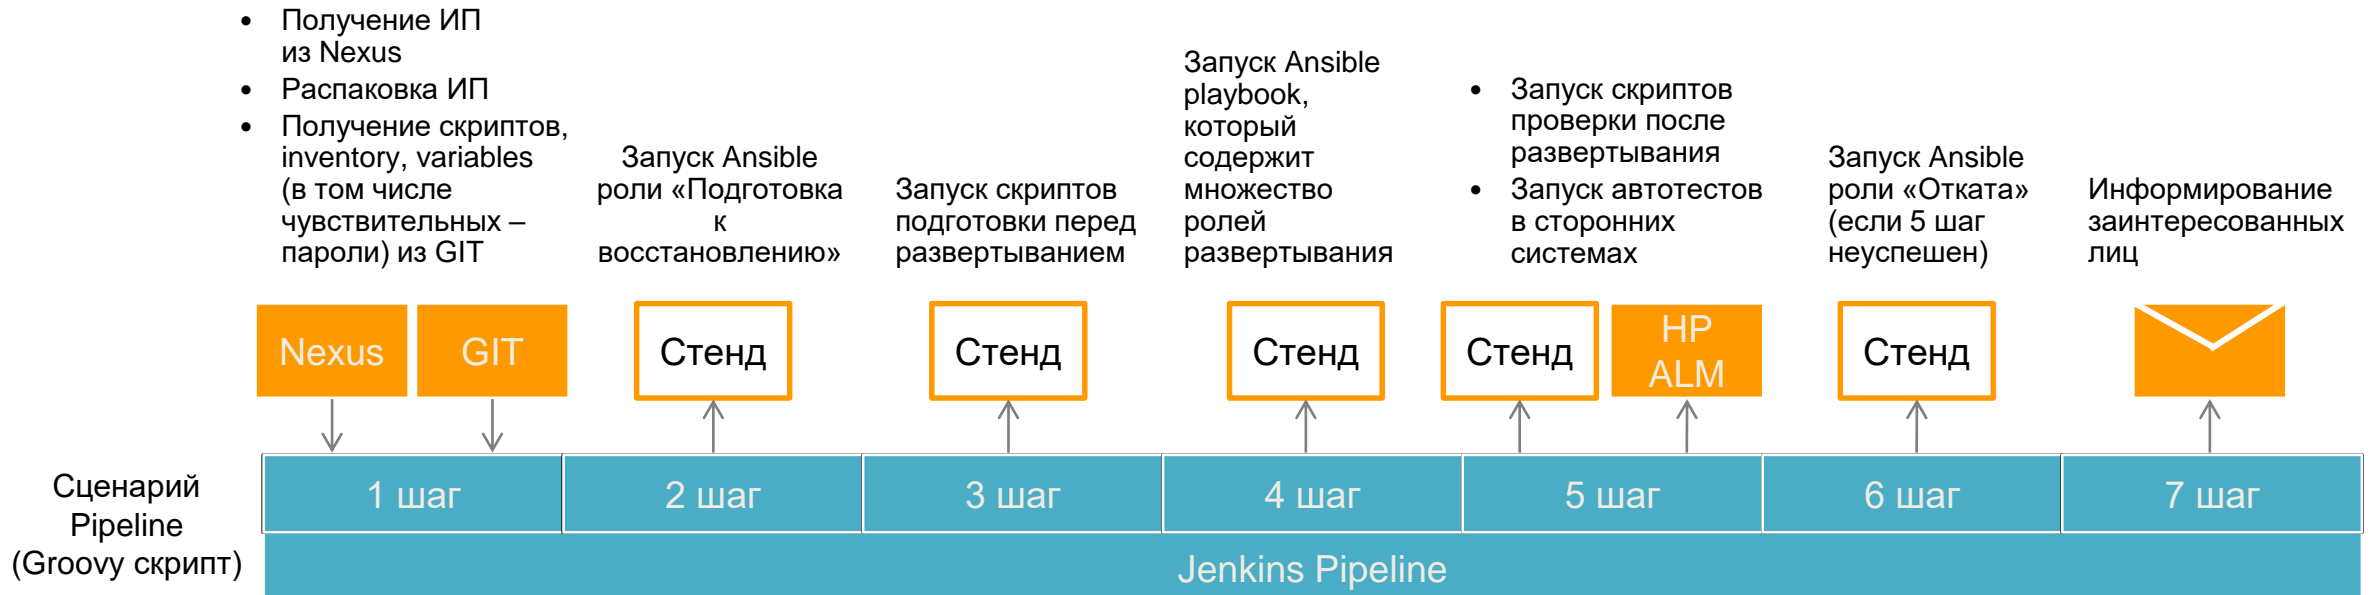 • Получение ИП
из Nexus
• Распаковка ИП
• Получение скриптов,
inventory, variables
(в том числе
чувствительных –
пароли) из GIT
Запуск Ansible
роли «Подготовка
к
восстановлению»
Запуск скриптов
подготовки перед
развертыванием
Запуск Ansible
playbook,
который
содержит
множество
ролей
развертывания
• Запуск скриптов
проверки после
развертывания
• Запуск автотестов
в сторонних
системах
Запуск Ansible
роли «Отката»
(если 5 шаг
неуспешен)
Информирование
заинтересованных
лиц
Nexus
GIT
Стенд
Стенд
Стенд
Стенд
HP
ALM
Стенд
Сценарий
Pipeline
(Groovy скрипт)
1 шаг
2 шаг
3 шаг
4 шаг
5 шаг
6 шаг
7 шаг
Jenkins Pipeline